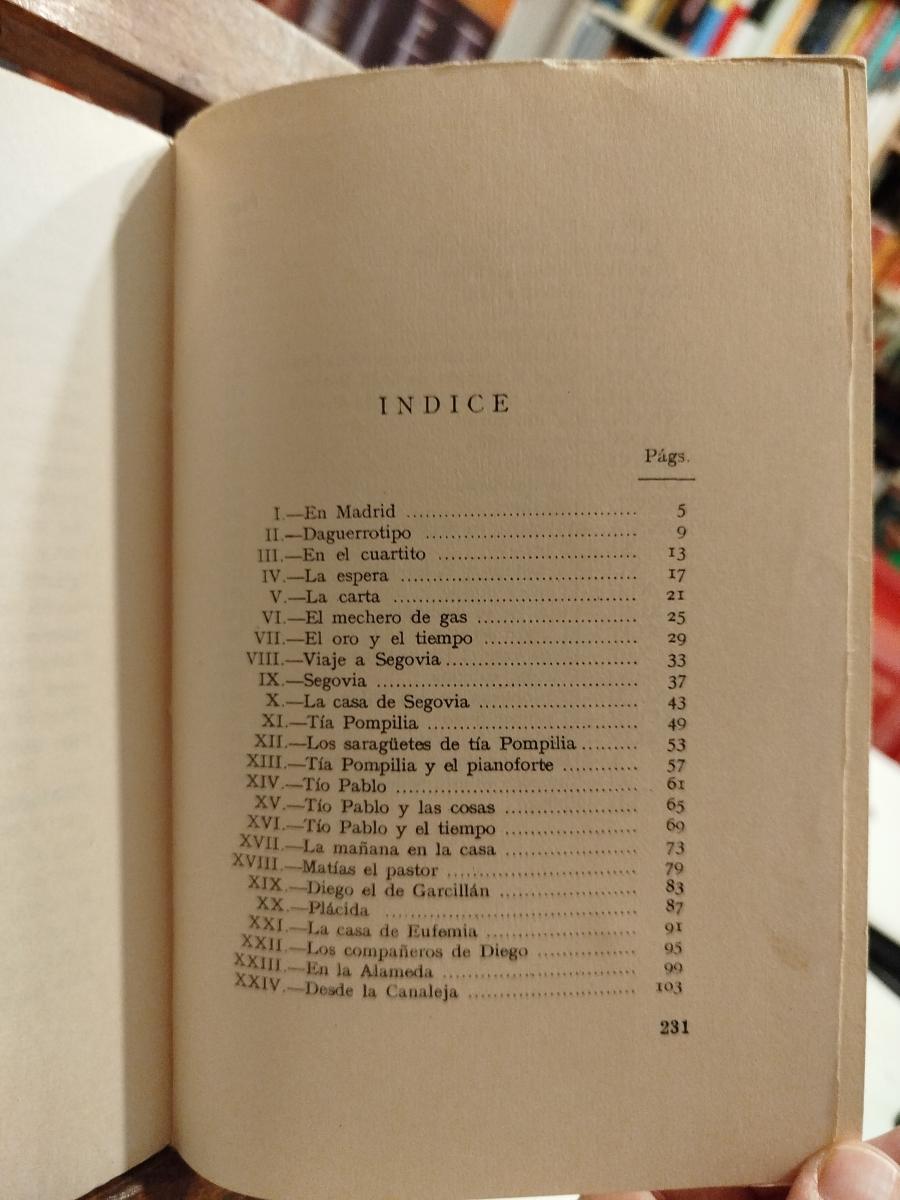 INDICE
Págs.
I.—En Madrid .................................... 5
II.—Daguerrotipo ................................. 9
III.—En el cuartito ............................... 13
IV.—La espera ..................................... 17
V.—La carta ...................................... 21
VI.—El mechero de gas ......................... 25
VII.—El oro y el tiempo ........................ 29
VIII.—Viaje a Segovia.............................. 33
IX.—Segovia ......................................... 37
X.—La casa de Segovia ......................... 43
XI.—Tía Pompilia ................................. 49
XII.—Los saragüetes de tía Pompilia......... 53
XIII.—Tía Pompilia y el pianoforte ............ 57
XIV.—Tío Pablo ...................................... 61
XV.—Tío Pablo y las cosas ..................... 65
XVI.—Tío Pablo y el tiempo ..................... 69
XVII.—La mañana en la casa ..................... 73
XVIII.—Matías el pastor .............................. 79
XIX.—Diego el de Garcillán ...................... 83
XX.—Plácida ........................................ 87
XXI.—La casa de Eufemia ........................ 91
XXII.—Los compañeros de Diego ................ 95
XXIII.—En la Alameda ............................... 99
XXIV.—Desde la Canaleja ........................... 103
231